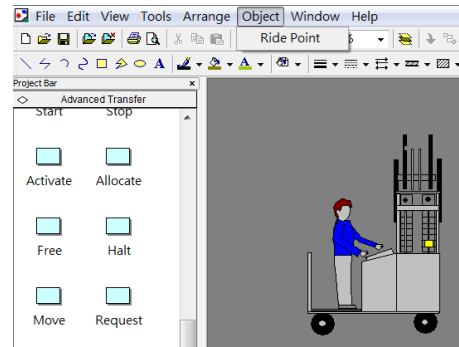 File Edit View Tools Arrange Object Window Help
Ride Point
%
A A
Project Bar x
Advanced Transfer
Start Stop
Activate Allocate
Free Halt
Move Request